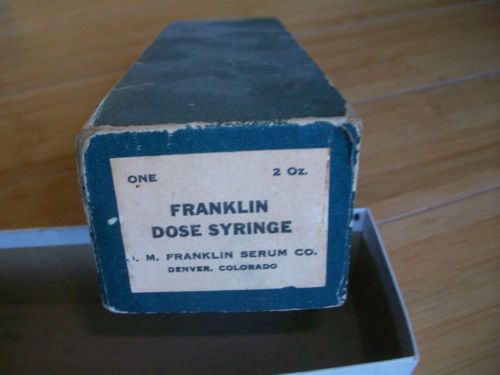 ONE 2 Oz.
FRANKLIN
DOSE SYRINGE
. M. FRANKLIN SERUM CO.
DENVER, COLORADO